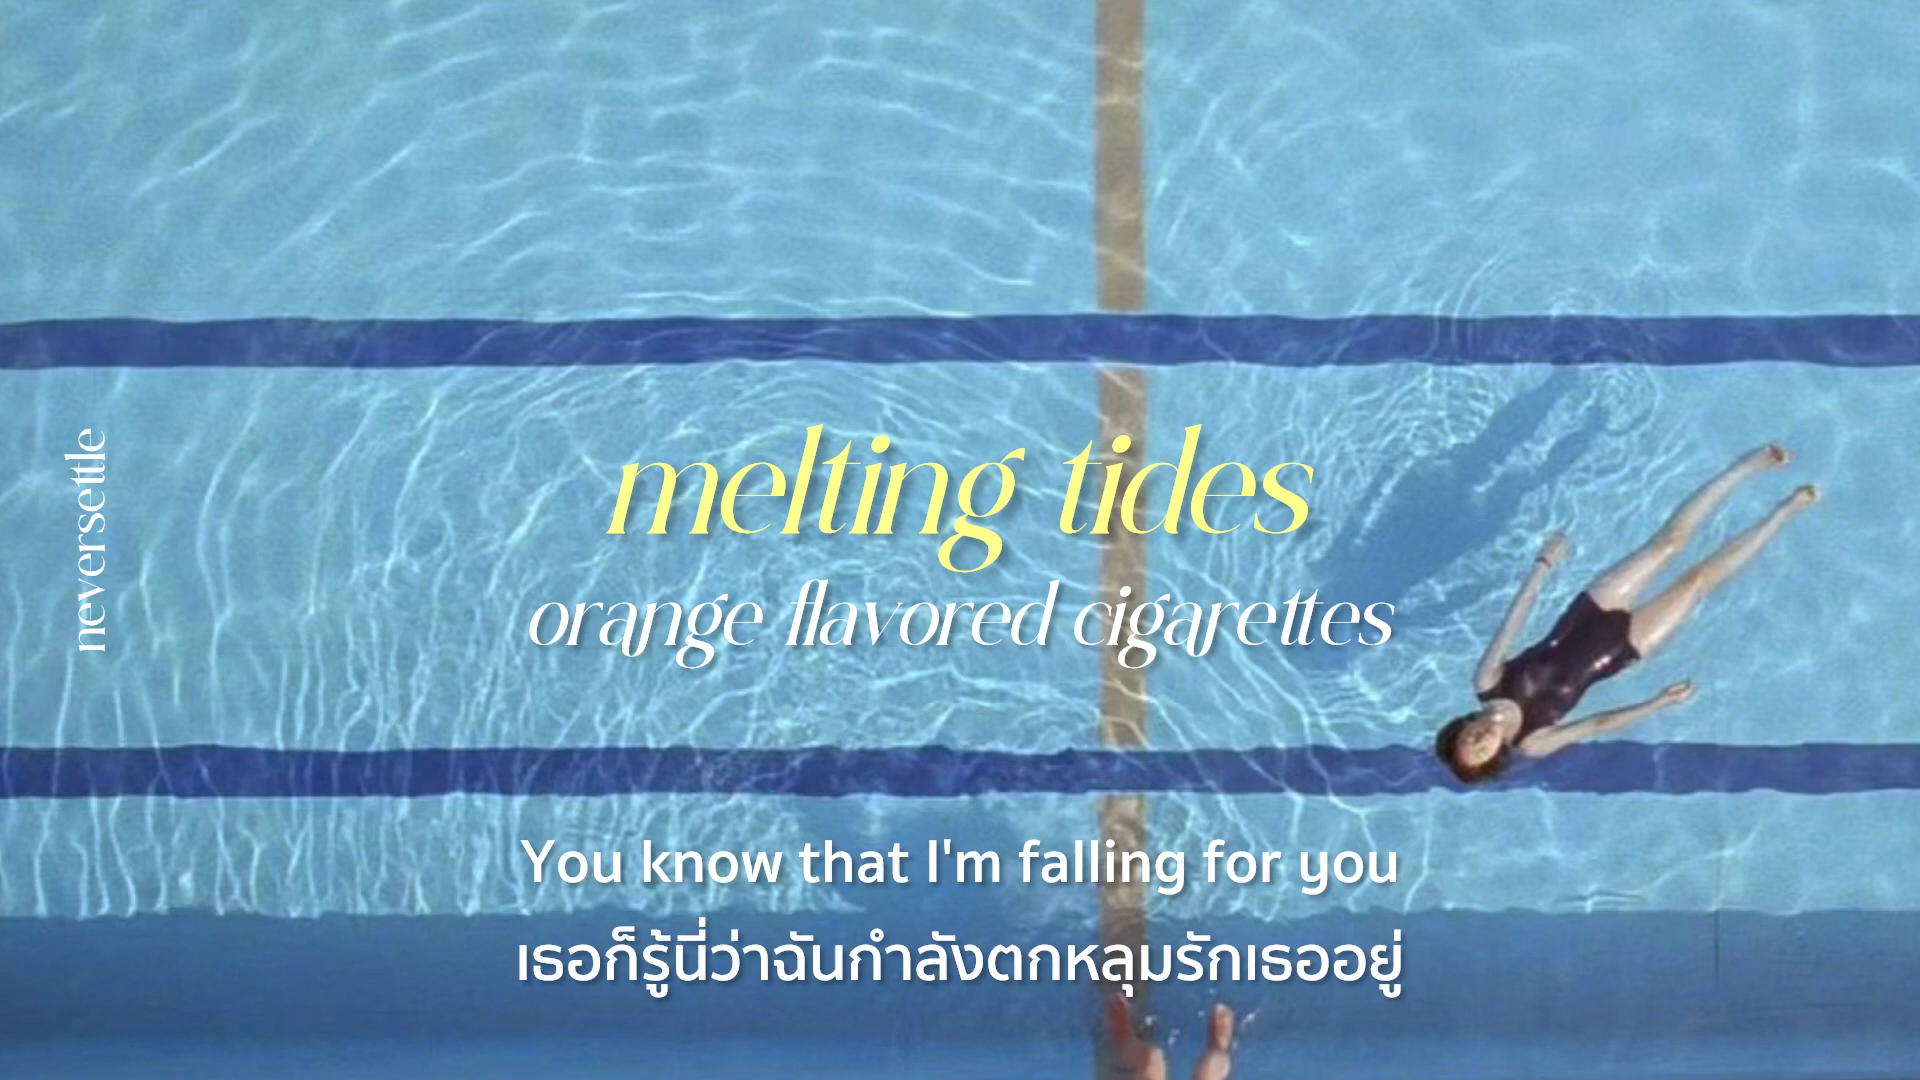 neversettle
melting tides
orange flavored cigarettes
You know that I'm falling for you
เธอก็รู้นี่ว่าฉันกำลังตกหลุมรักเธออยู่